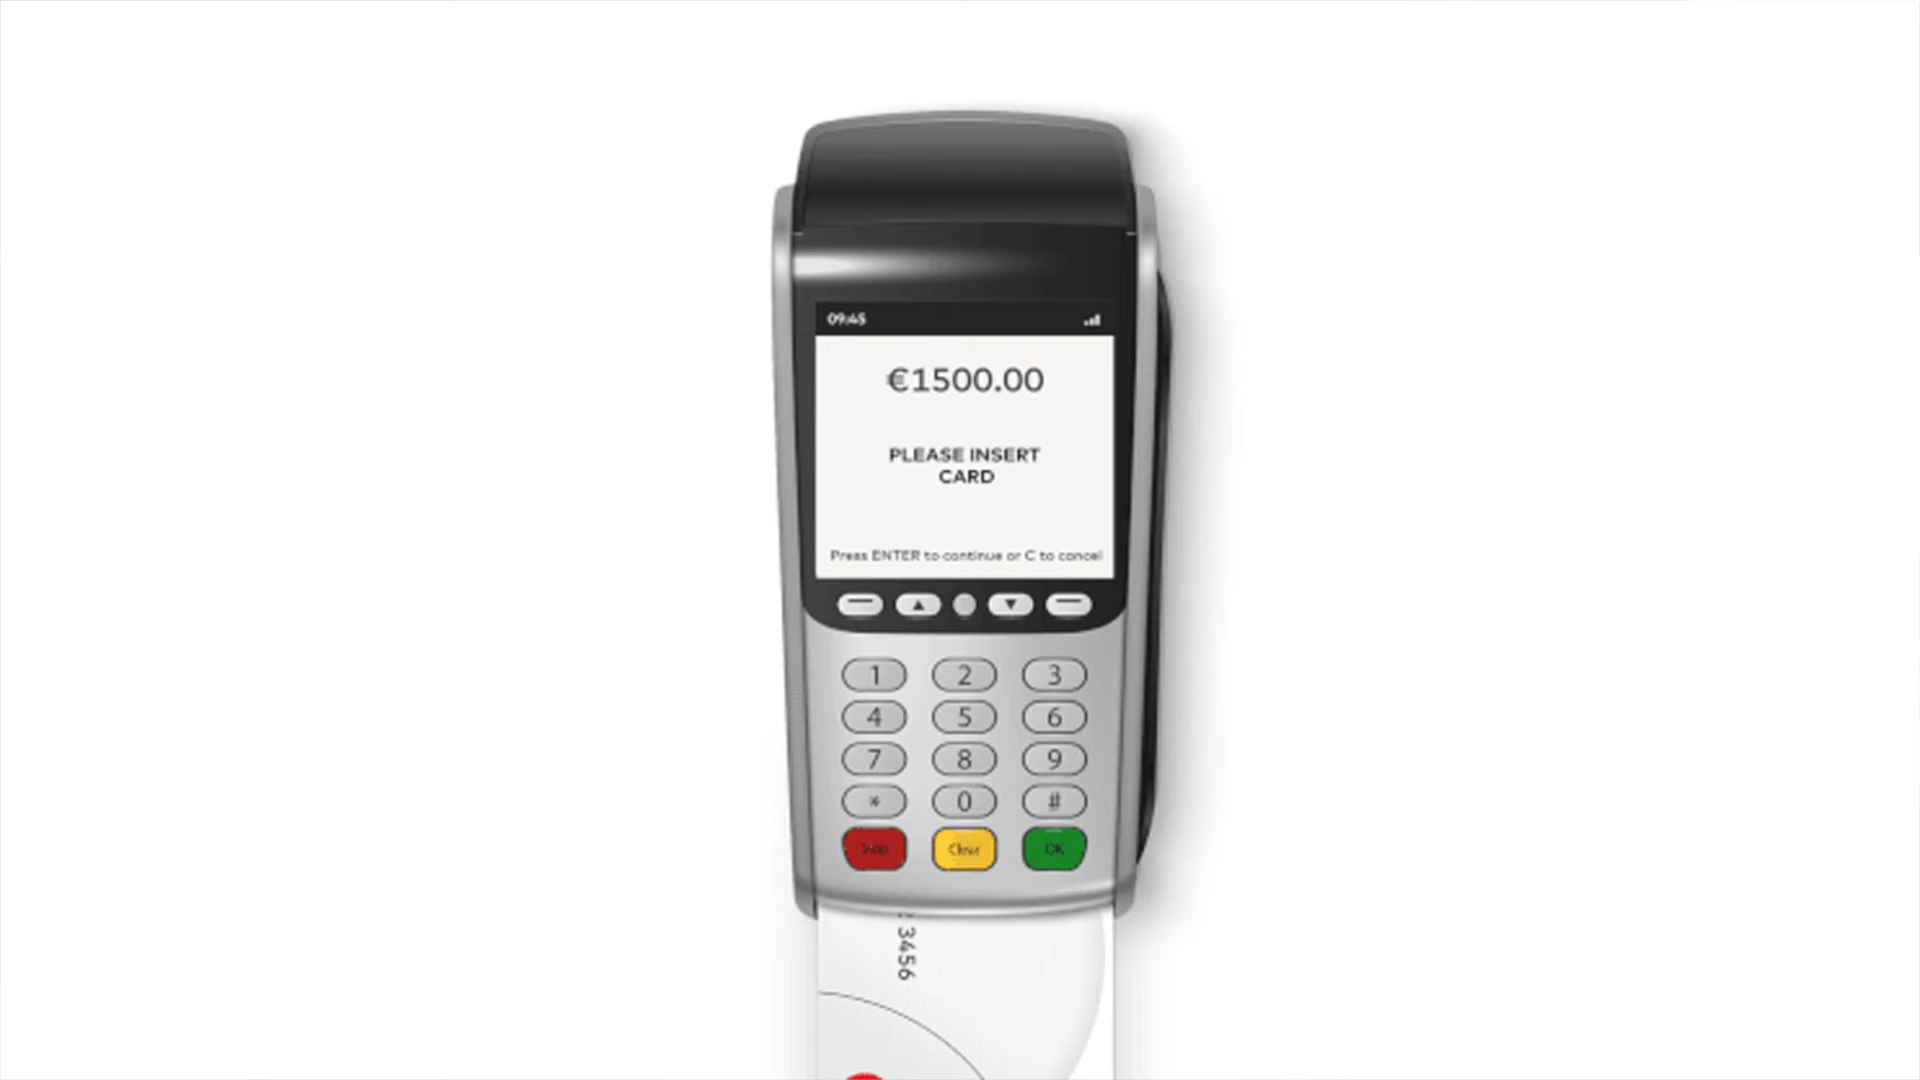 09:45
€1500.00
PLEASE INSERT
CARD
Press ENTER to continue or C to cancel
1 2 3
4 5 6
7 8 9
* 0 #
Stop Clear OK
3456